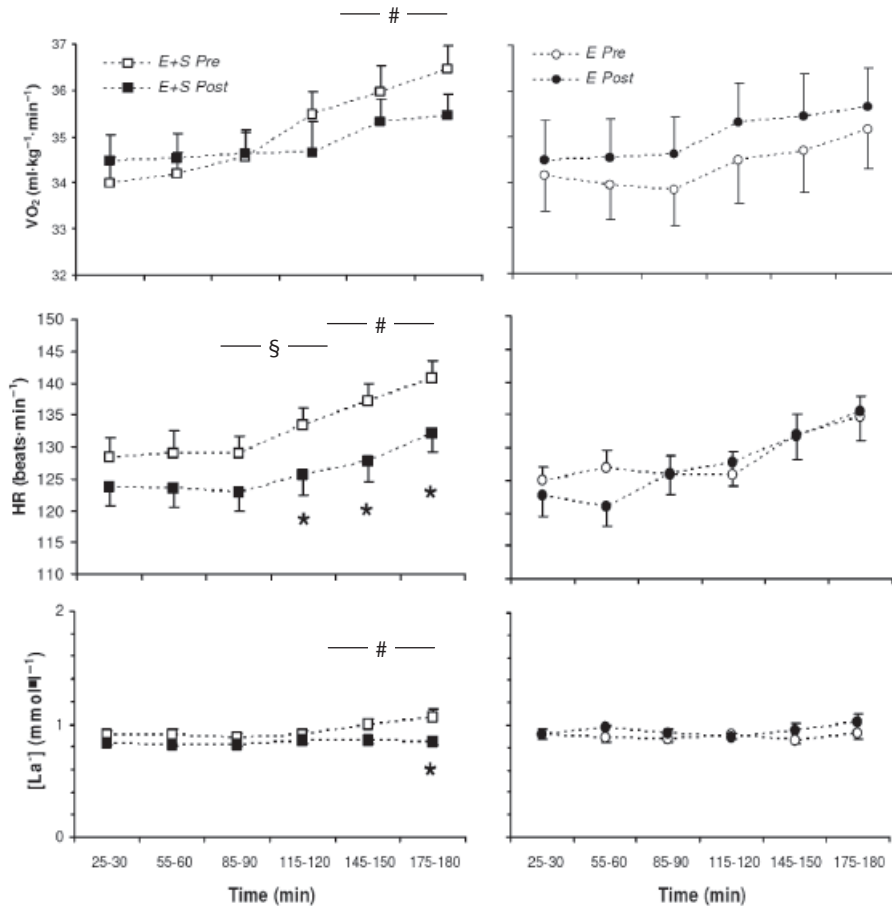 #
37
36
35
34
33
32
VO₂ (ml·kg⁻¹·min⁻¹)
E+S Pre
E+S Post
E Pre
E Post
150
145
140
135
130
125
120
115
110
HR (beats·min⁻¹)
#
§
* * *
2
1
0
[La⁻] (mmol■l⁻¹)
#
*
25-30 55-60 85-90 115-120 145-150 175-180
Time (min)
25-30 55-60 85-90 115-120 145-150 175-180
Time (min)